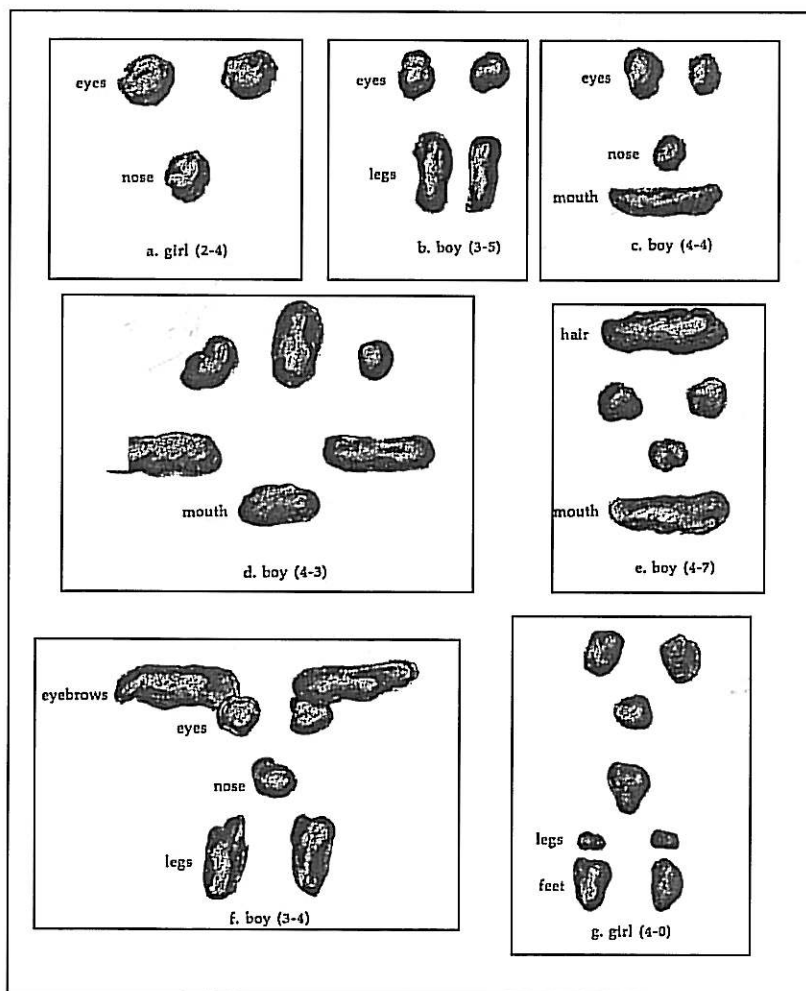 eyes
nose
a. girl (2-4)
eyes
legs
b. boy (3-5)
eyes
nose
mouth
c. boy (4-4)
mouth
d. boy (4-3)
hair
mouth
e. boy (4-7)
eyebrows
eyes
nose
legs
f. boy (3-4)
legs
feet
g. girl (4-0)